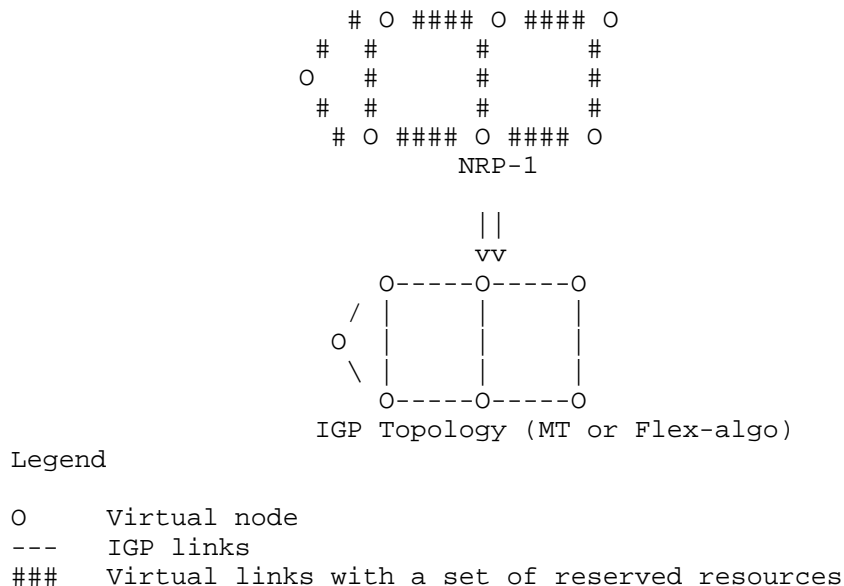 # O #### O #### O
# # # #
O # # #
# # # #
# O #### O #### O
NRP-1
||
vv
O-----O-----O
/ | | |
O | | |
\ | | |
O-----O-----O
IGP Topology (MT or Flex-algo)
Legend
O Virtual node
--- IGP links
### Virtual links with a set of reserved resources